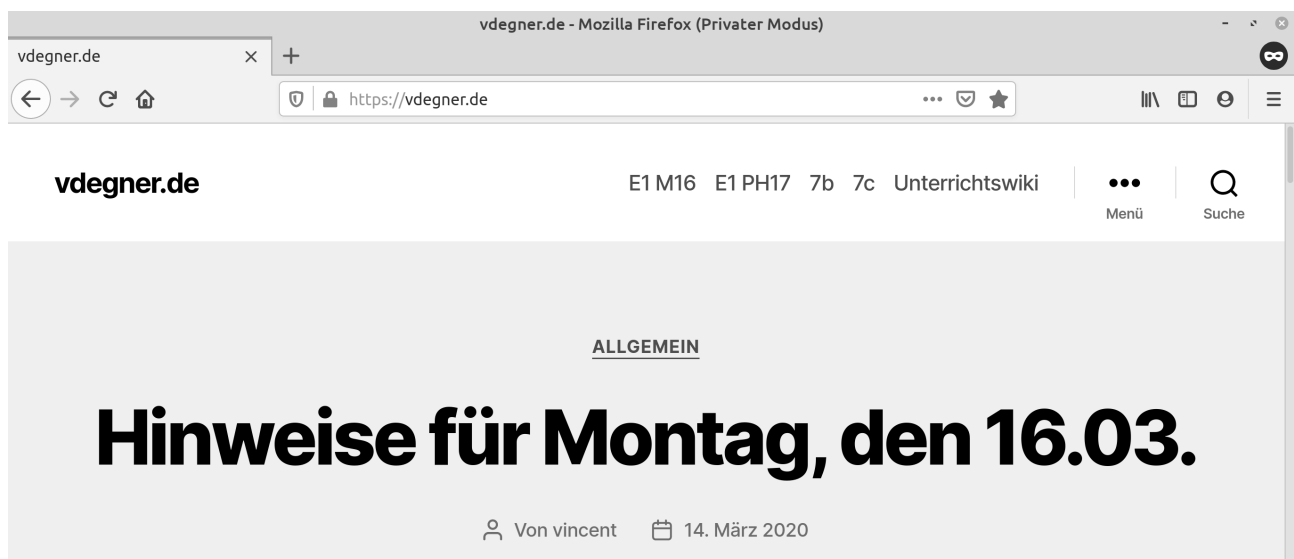 vdegner.de - Mozilla Firefox (Privater Modus)
vdegner.de
https://vdegner.de
vdegner.de E1 M16 E1 PH17 7b 7c Unterrichtswiki
Menü Suche
ALLGEMEIN
Hinweise für Montag, den 16.03.
Von vincent 14. März 2020